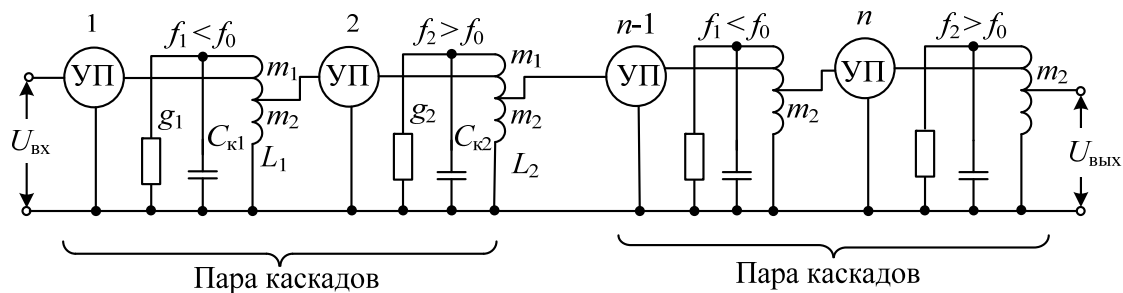 1
f₁<f₀
2
f₂>f₀
n-1
f₁<f₀
n
f₂>f₀
УП
m₁
УП
m₁
УП
УП
m₂
m₂
m₂
m₂
g₁
Cк1
g₂
Cк2
Uвх
L₁
L₂
Uвых
Пара каскадов
Пара каскадов